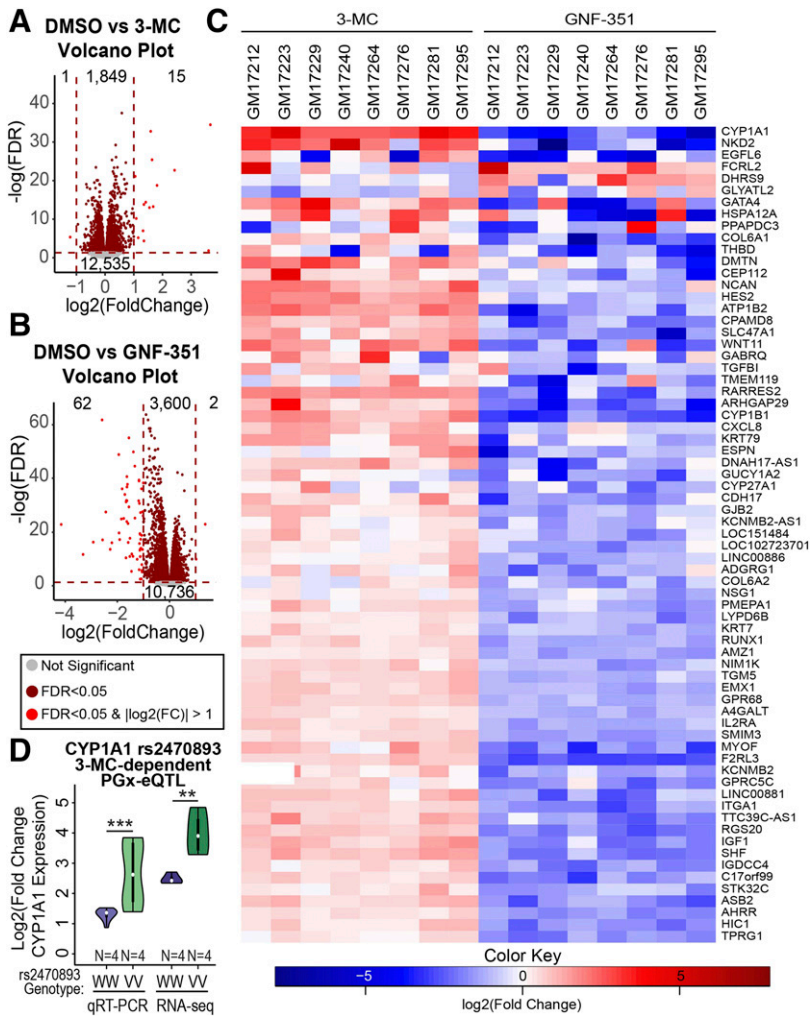 A
DMSO vs 3-MC
Volcano Plot
1
1,849
15
40
30
20
10
0
-log(FDR)
12,535
−1
0
1
2
3
log2(FoldChange)
B
DMSO vs GNF-351
Volcano Plot
62
3,600
2
60
40
20
0
-log(FDR)
10,736
−4
−2
0
log2(FoldChange)
Not Significant
FDR<0.05
FDR<0.05 & |log2(FC)| > 1
D
CYP1A1 rs2470893
3-MC-dependent
PGx-eQTL
5
4
3
2
1
0
Log2(Fold Change
CYP1A1 Expression)
***
**
N=4
N=4
N=4
N=4
rs2470893
Genotype:
WW
VV
WW
VV
qRT-PCR
RNA-seq
C
3-MC
GNF-351
GM17212
GM17223
GM17229
GM17240
GM17264
GM17276
GM17281
GM17295
GM17212
GM17223
GM17229
GM17240
GM17264
GM17276
GM17281
GM17295
CYP1A1
NKD2
EGFL6
FCRL2
DHRS9
GLYATL2
GATA4
HSPA12A
PPAPDC3
COL6A1
THBD
DMTN
CEP112
NCAN
HES2
ATP1B2
CPAMD8
SLC47A1
WNT11
GABRQ
TGFBI
TMEM119
RARRES2
ARHGAP29
CYP1B1
CXCL8
KRT79
ESPN
DNAH17-AS1
GUCY1A2
CYP27A1
CDH17
GJB2
KCNMB2-AS1
LOC151484
LOC102723701
LINC00886
ADGRG1
COL6A2
NSG1
PMEPA1
LYPD6B
KRT7
RUNX1
AMZ1
NIM1K
TGM5
EMX1
GPR68
A4GALT
IL2RA
SMIM3
MYOF
F2RL3
KCNMB2
GPRC5C
LINC00881
ITGA1
TTC39C-AS1
RGS20
IGF1
SHF
IGDCC4
C17orf99
STK32C
ASB2
AHRR
HIC1
TPRG1
Color Key
−5
0
5
log2(Fold Change)